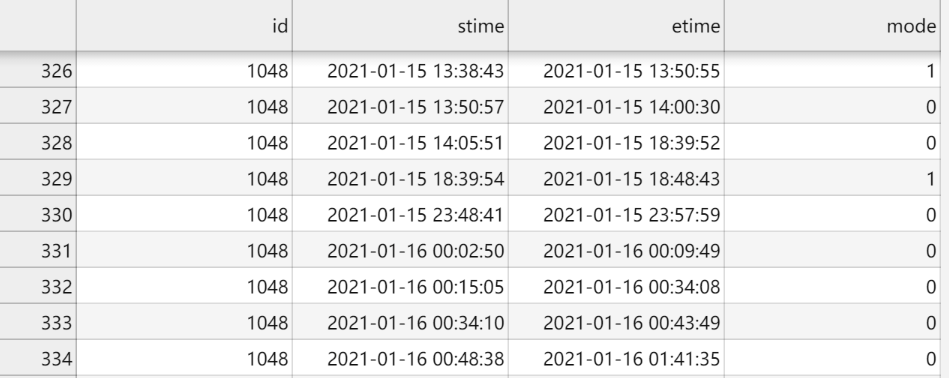 id stime etime mode
326 1048 2021-01-15 13:38:43 2021-01-15 13:50:55 1
327 1048 2021-01-15 13:50:57 2021-01-15 14:00:30 0
328 1048 2021-01-15 14:05:51 2021-01-15 18:39:52 0
329 1048 2021-01-15 18:39:54 2021-01-15 18:48:43 1
330 1048 2021-01-15 23:48:41 2021-01-15 23:57:59 0
331 1048 2021-01-16 00:02:50 2021-01-16 00:09:49 0
332 1048 2021-01-16 00:15:05 2021-01-16 00:34:08 0
333 1048 2021-01-16 00:34:10 2021-01-16 00:43:49 0
334 1048 2021-01-16 00:48:38 2021-01-16 01:41:35 0